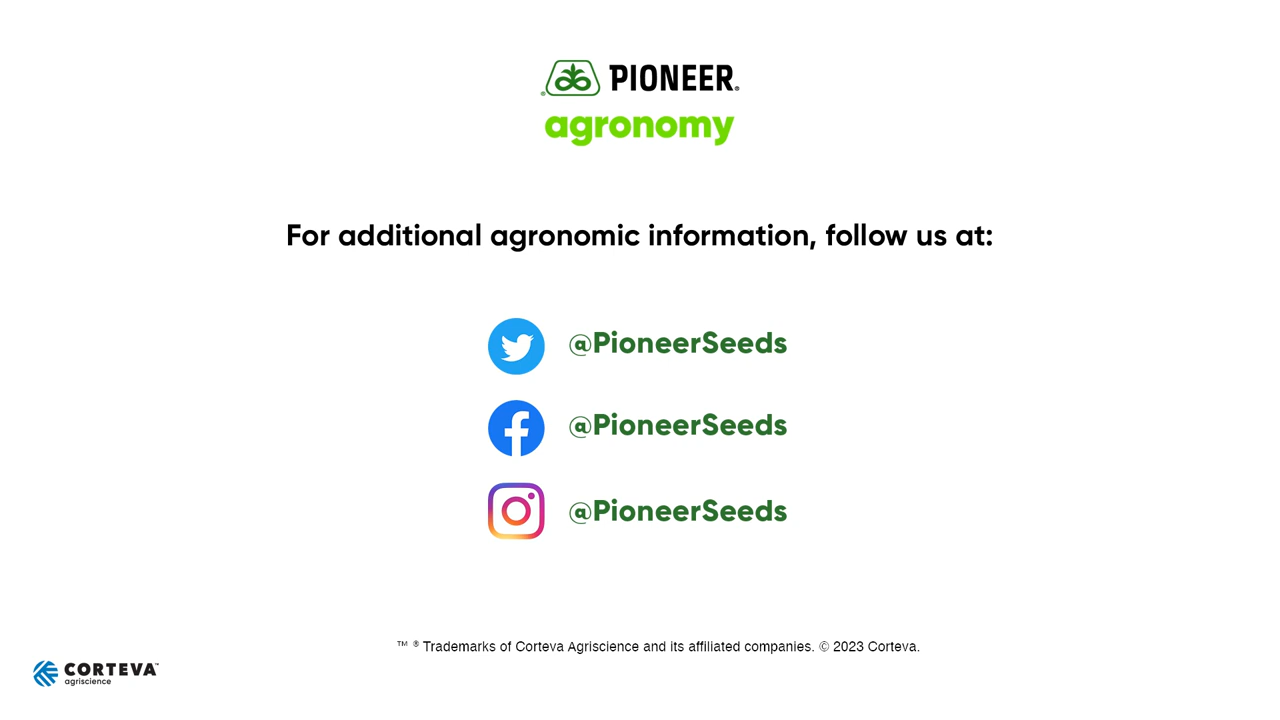 PIONEER®
agronomy
For additional agronomic information, follow us at:
@PioneerSeeds
@PioneerSeeds
@PioneerSeeds
™ ® Trademarks of Corteva Agriscience and its affiliated companies. © 2023 Corteva.
CORTEVA™
agriscience